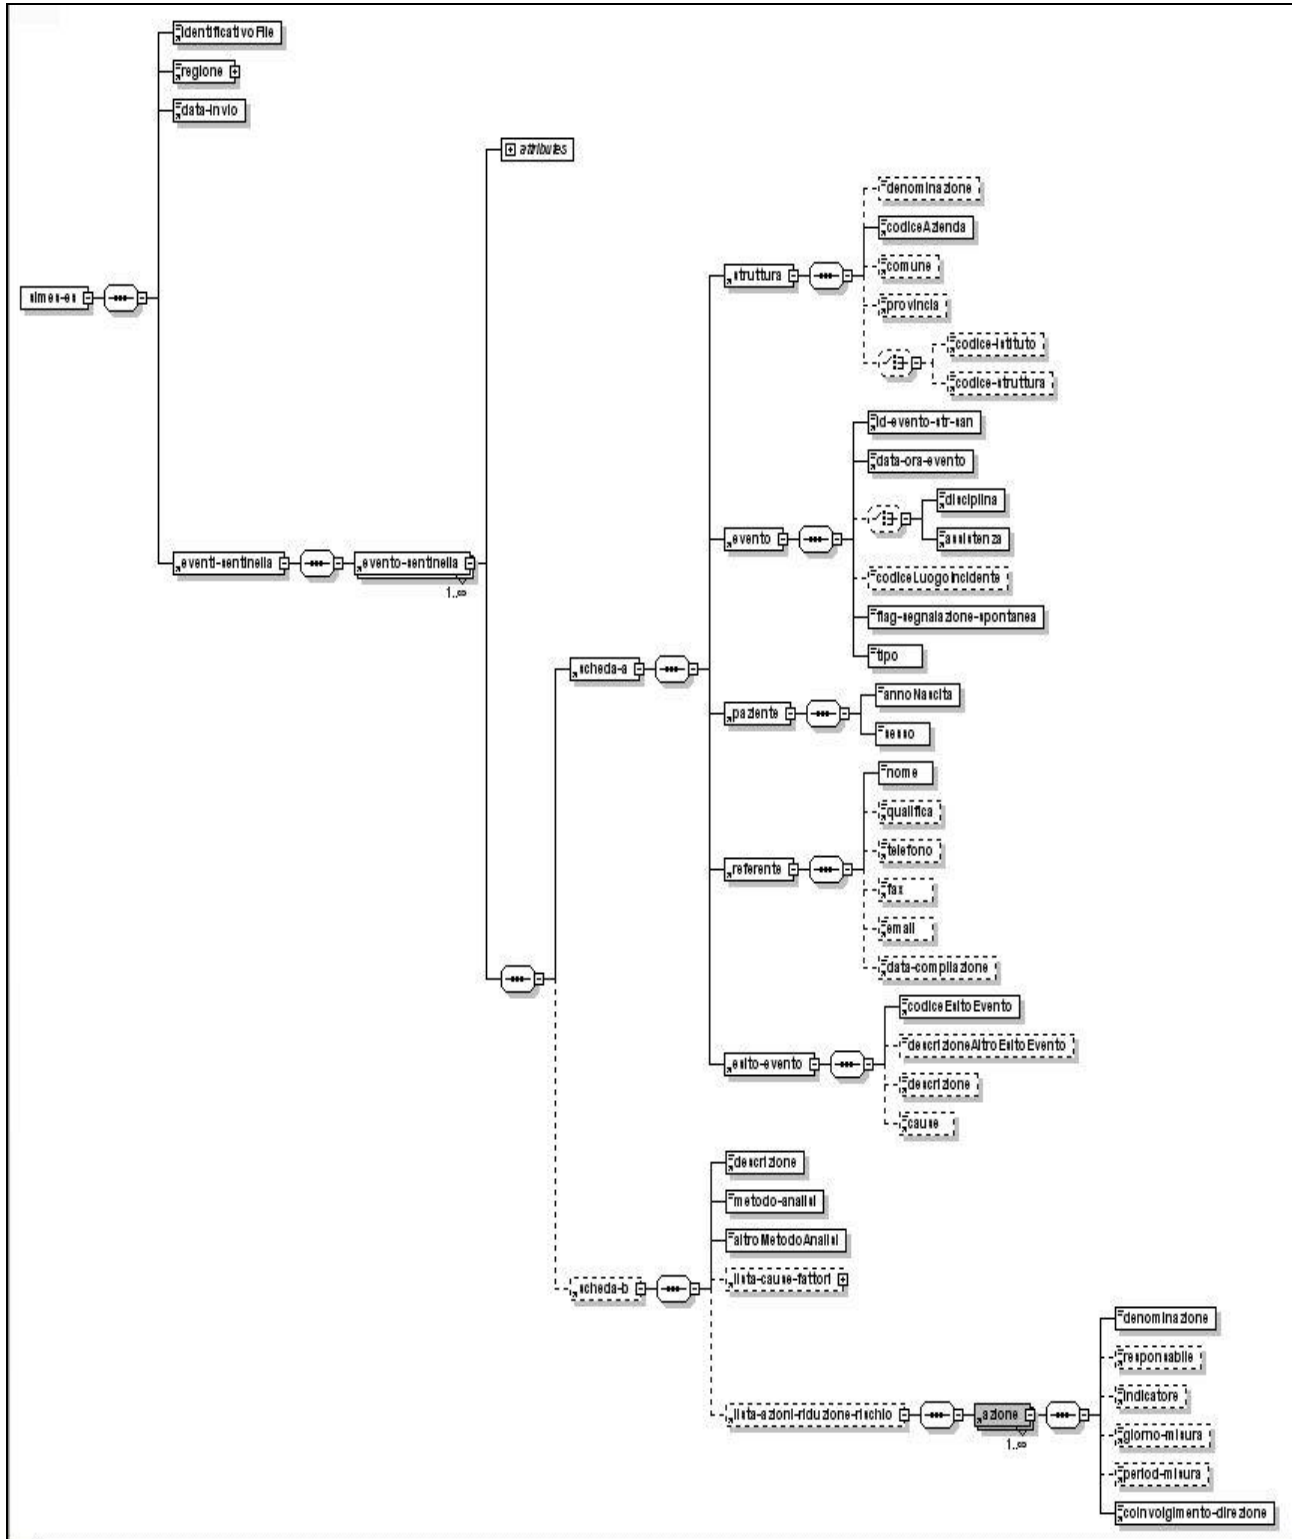 identificativoFile
regione
data-invio
attributes
denominazione
codiceAzienda
struttura
comune
simes-es
provincia
codice-istituto
codice-struttura
id-evento-str-san
data-ora-evento
disciplina
evento
assistenza
eventi-sentinella
evento-sentinella
1..∞
codiceLuogoIncidente
flag-segnalazione-spontanea
tipo
scheda-a
annoNascita
paziente
sesso
nome
qualifica
telefono
referente
fax
email
data-compilazione
codiceEsitoEvento
descrizioneAltroEsitoEvento
esito-evento
descrizione
cause
descrizione
metodo-analisi
altroMetodoAnalisi
lista-cause-fattori
scheda-b
denominazione
responsabile
indicatore
lista-azioni-riduzione-rischio
azione
1..∞
giorno-misura
period-misura
coinvolgimento-direzione